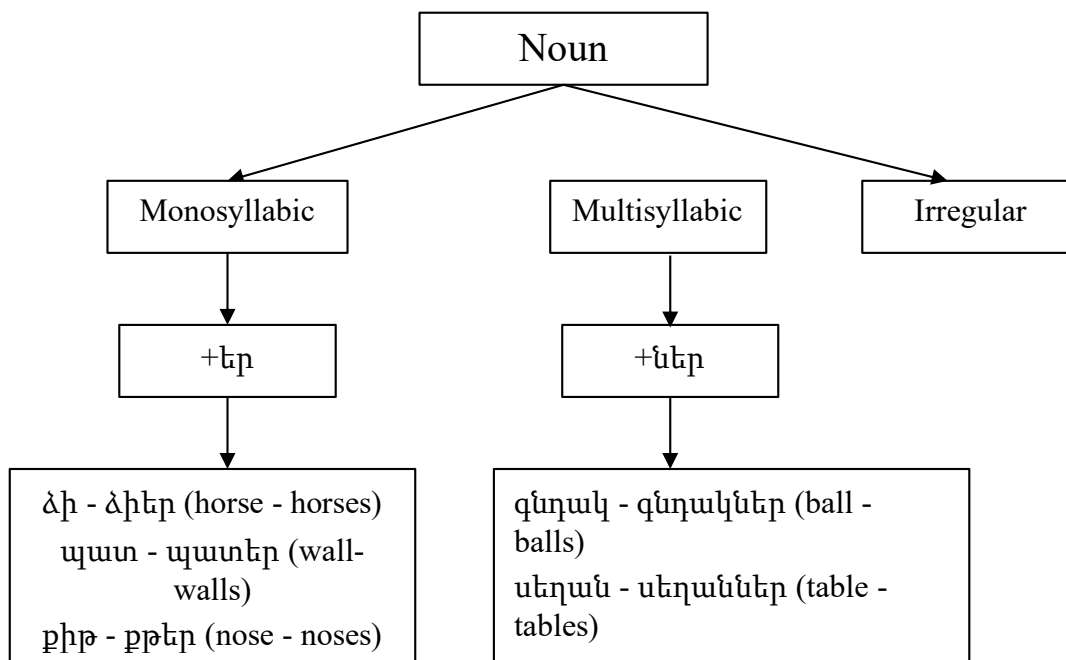 Noun
Monosyllabic
Multisyllabic
Irregular
+եր
+ներ
ձի - ձիեր (horse - horses)
պատ - պատեր (wall-
walls)
քիթ - քթեր (nose - noses)
գնդակ - գնդակներ (ball -
balls)
սեղան - սեղաններ (table -
tables)